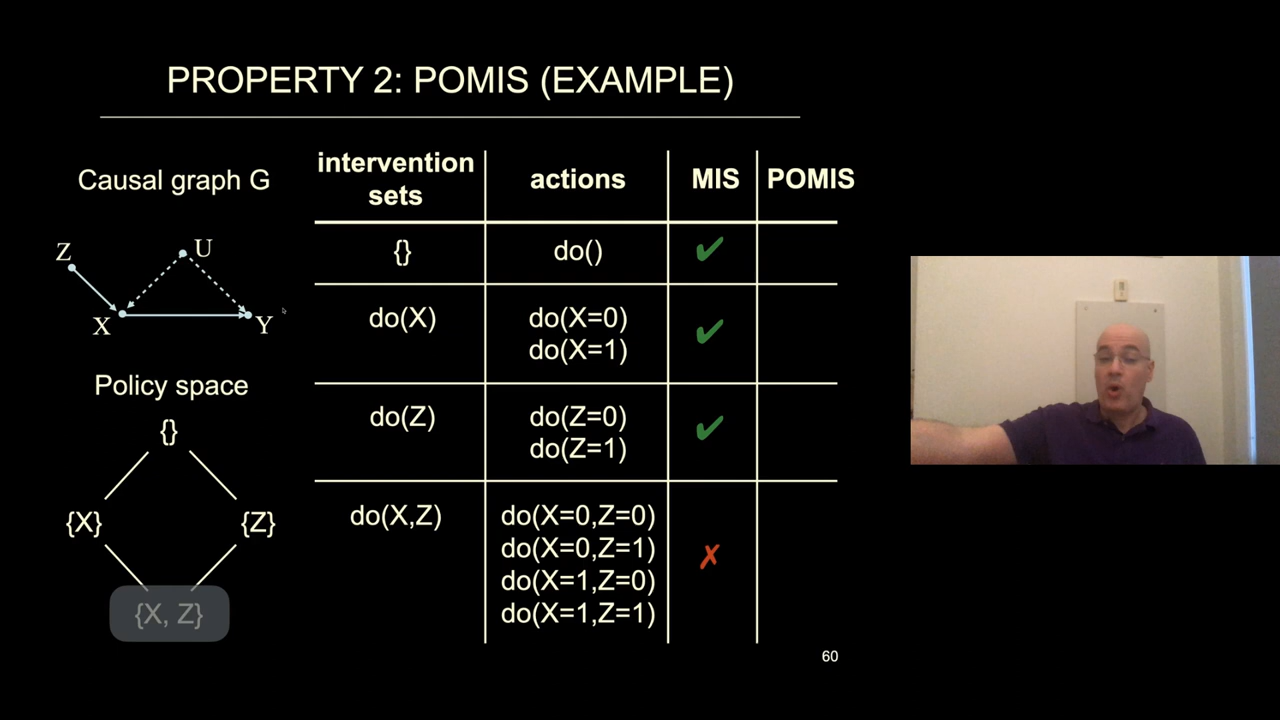 PROPERTY 2: POMIS (EXAMPLE)
Causal graph G
Z
U
X
Y
Policy space
{}
{X}
{Z}
{X, Z}
intervention sets
actions
MIS
POMIS
{}
do()
✔
do(X)
do(X=0)
do(X=1)
✔
do(Z)
do(Z=0)
do(Z=1)
✔
do(X,Z)
do(X=0,Z=0)
do(X=0,Z=1)
do(X=1,Z=0)
do(X=1,Z=1)
✗
60